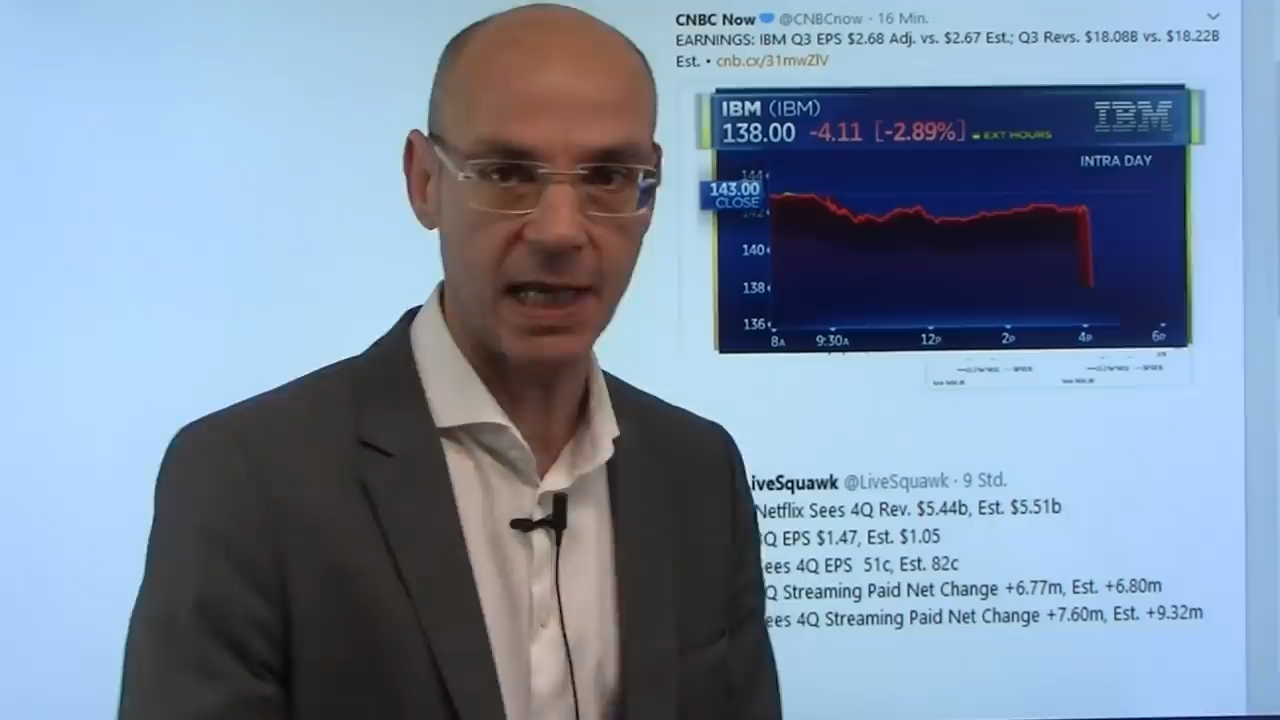 CNBC Now @CNBCnow · 16 Min.
EARNINGS: IBM Q3 EPS $2.68 Adj. vs. $2.67 Est.; Q3 Revs. $18.08B vs. $18.22B
Est. • cnb.cx/31mwZlV
IBM (IBM)
IBM
138.00 -4.11 [-2.89%] EXT HOURS
INTRA DAY
144
143.00
CLOSE
142
140
138
136
8A 9:30A 12P 2P 4P 6P
iveSquawk @LiveSquawk · 9 Std.
Netflix Sees 4Q Rev. $5.44b, Est. $5.51b
Q EPS $1.47, Est. $1.05
ees 4Q EPS 51c, Est. 82c
Q Streaming Paid Net Change +6.77m, Est. +6.80m
ees 4Q Streaming Paid Net Change +7.60m, Est. +9.32m